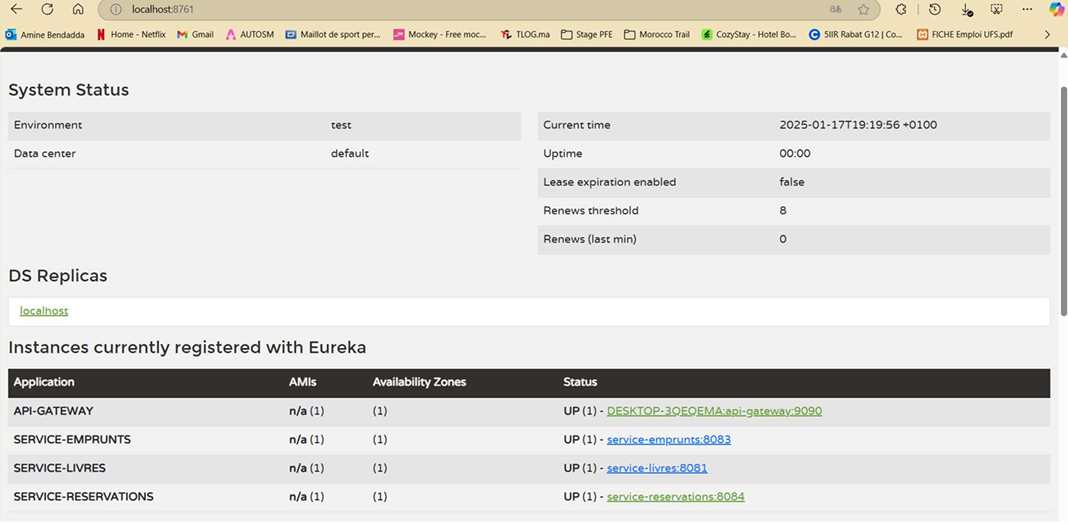 localhost:8761
Amine Bendadda Home - Netflix Gmail AUTOSM Maillot de sport per... Mockey - Free moc... TLOG.ma Stage PFE Morocco Trail CozyStay - Hotel Bo... 5IIR Rabat G12 | Co... FICHE Emploi UFS.pdf
System Status
Environment test
Data center default
Current time 2025-01-17T19:19:56 +0100
Uptime 00:00
Lease expiration enabled false
Renews threshold 8
Renews (last min) 0
DS Replicas
localhost
Instances currently registered with Eureka
Application AMIs Availability Zones Status
API-GATEWAY n/a (1) (1) UP (1) - DESKTOP-3QEQEMA:api-gateway:9090
SERVICE-EMPRUNTS n/a (1) (1) UP (1) - service-emprunts:8083
SERVICE-LIVRES n/a (1) (1) UP (1) - service-livres:8081
SERVICE-RESERVATIONS n/a (1) (1) UP (1) - service-reservations:8084